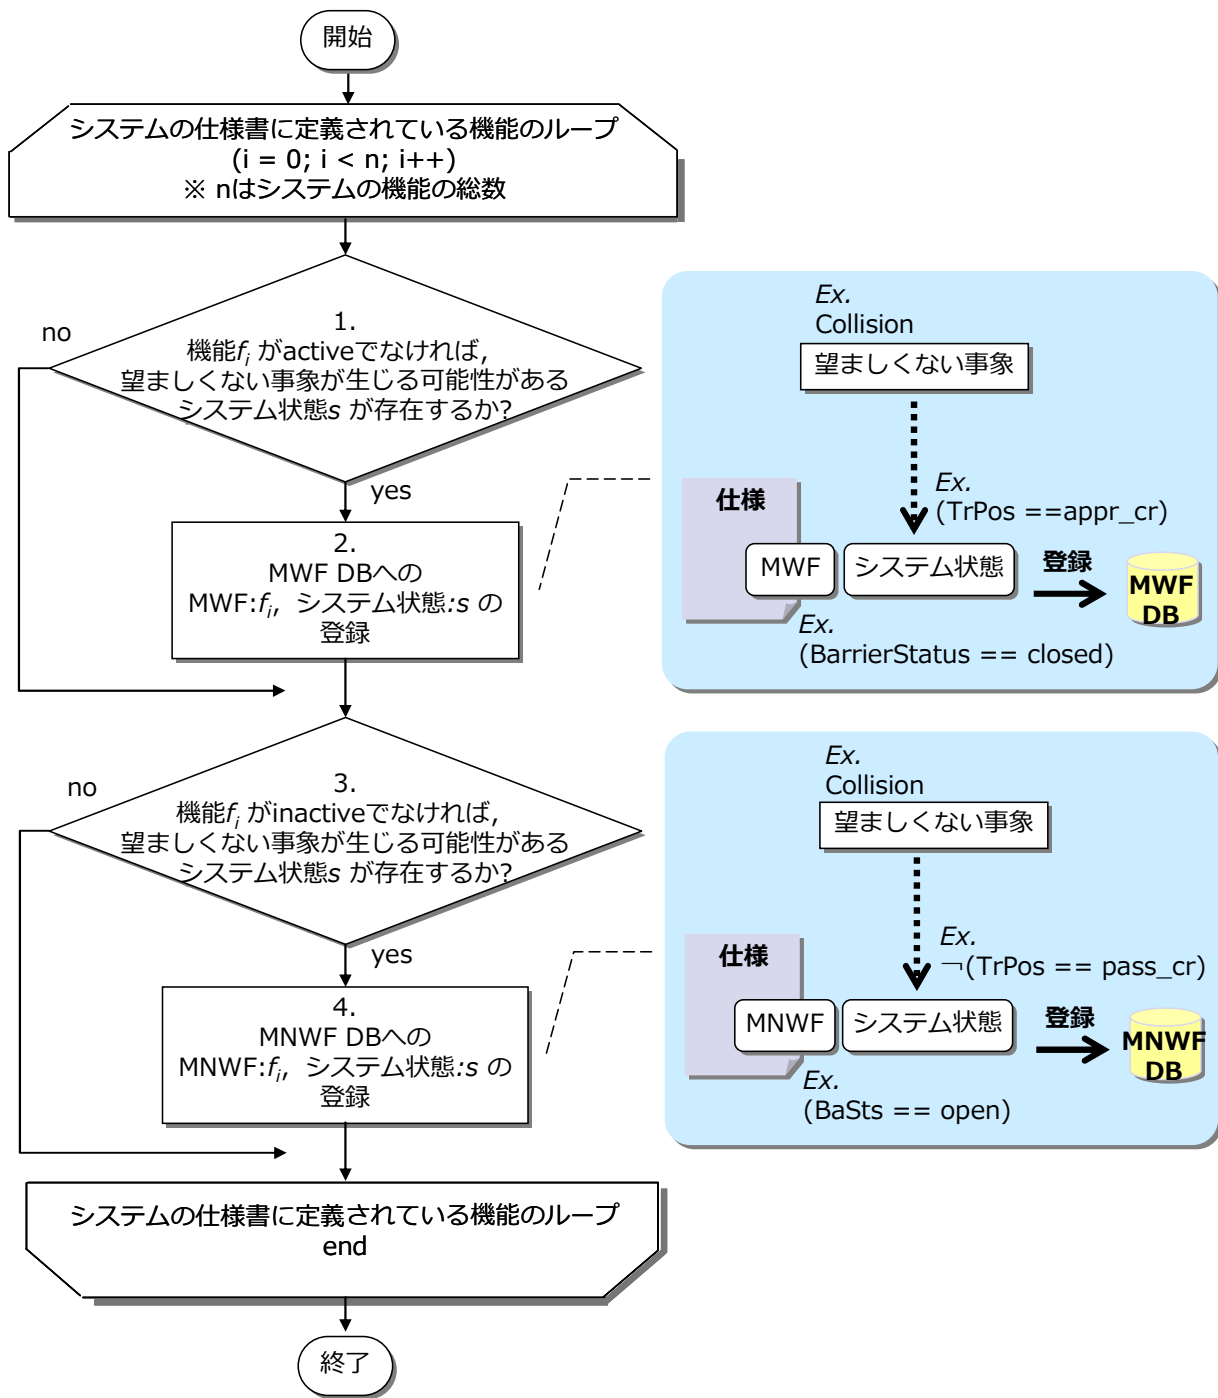 開始
システムの仕様書に定義されている機能のループ
(i = 0; i < n; i++)
※ nはシステムの機能の総数
no
1.
機能fi がactiveでなければ,
望ましくない事象が生じる可能性がある
システム状態s が存在するか?
yes
2.
MWF DBへの
MWF:fi, システム状態:s の
登録
Ex.
Collision
望ましくない事象
仕様
Ex.
(TrPos ==appr_cr)
MWF
システム状態
登録
MWF
DB
Ex.
(BarrierStatus == closed)
no
3.
機能fi がinactiveでなければ,
望ましくない事象が生じる可能性がある
システム状態s が存在するか?
yes
4.
MNWF DBへの
MNWF:fi, システム状態:s の
登録
Ex.
Collision
望ましくない事象
仕様
Ex.
￢(TrPos == pass_cr)
MNWF
システム状態
登録
MNWF
DB
Ex.
(BaSts == open)
システムの仕様書に定義されている機能のループ
end
終了